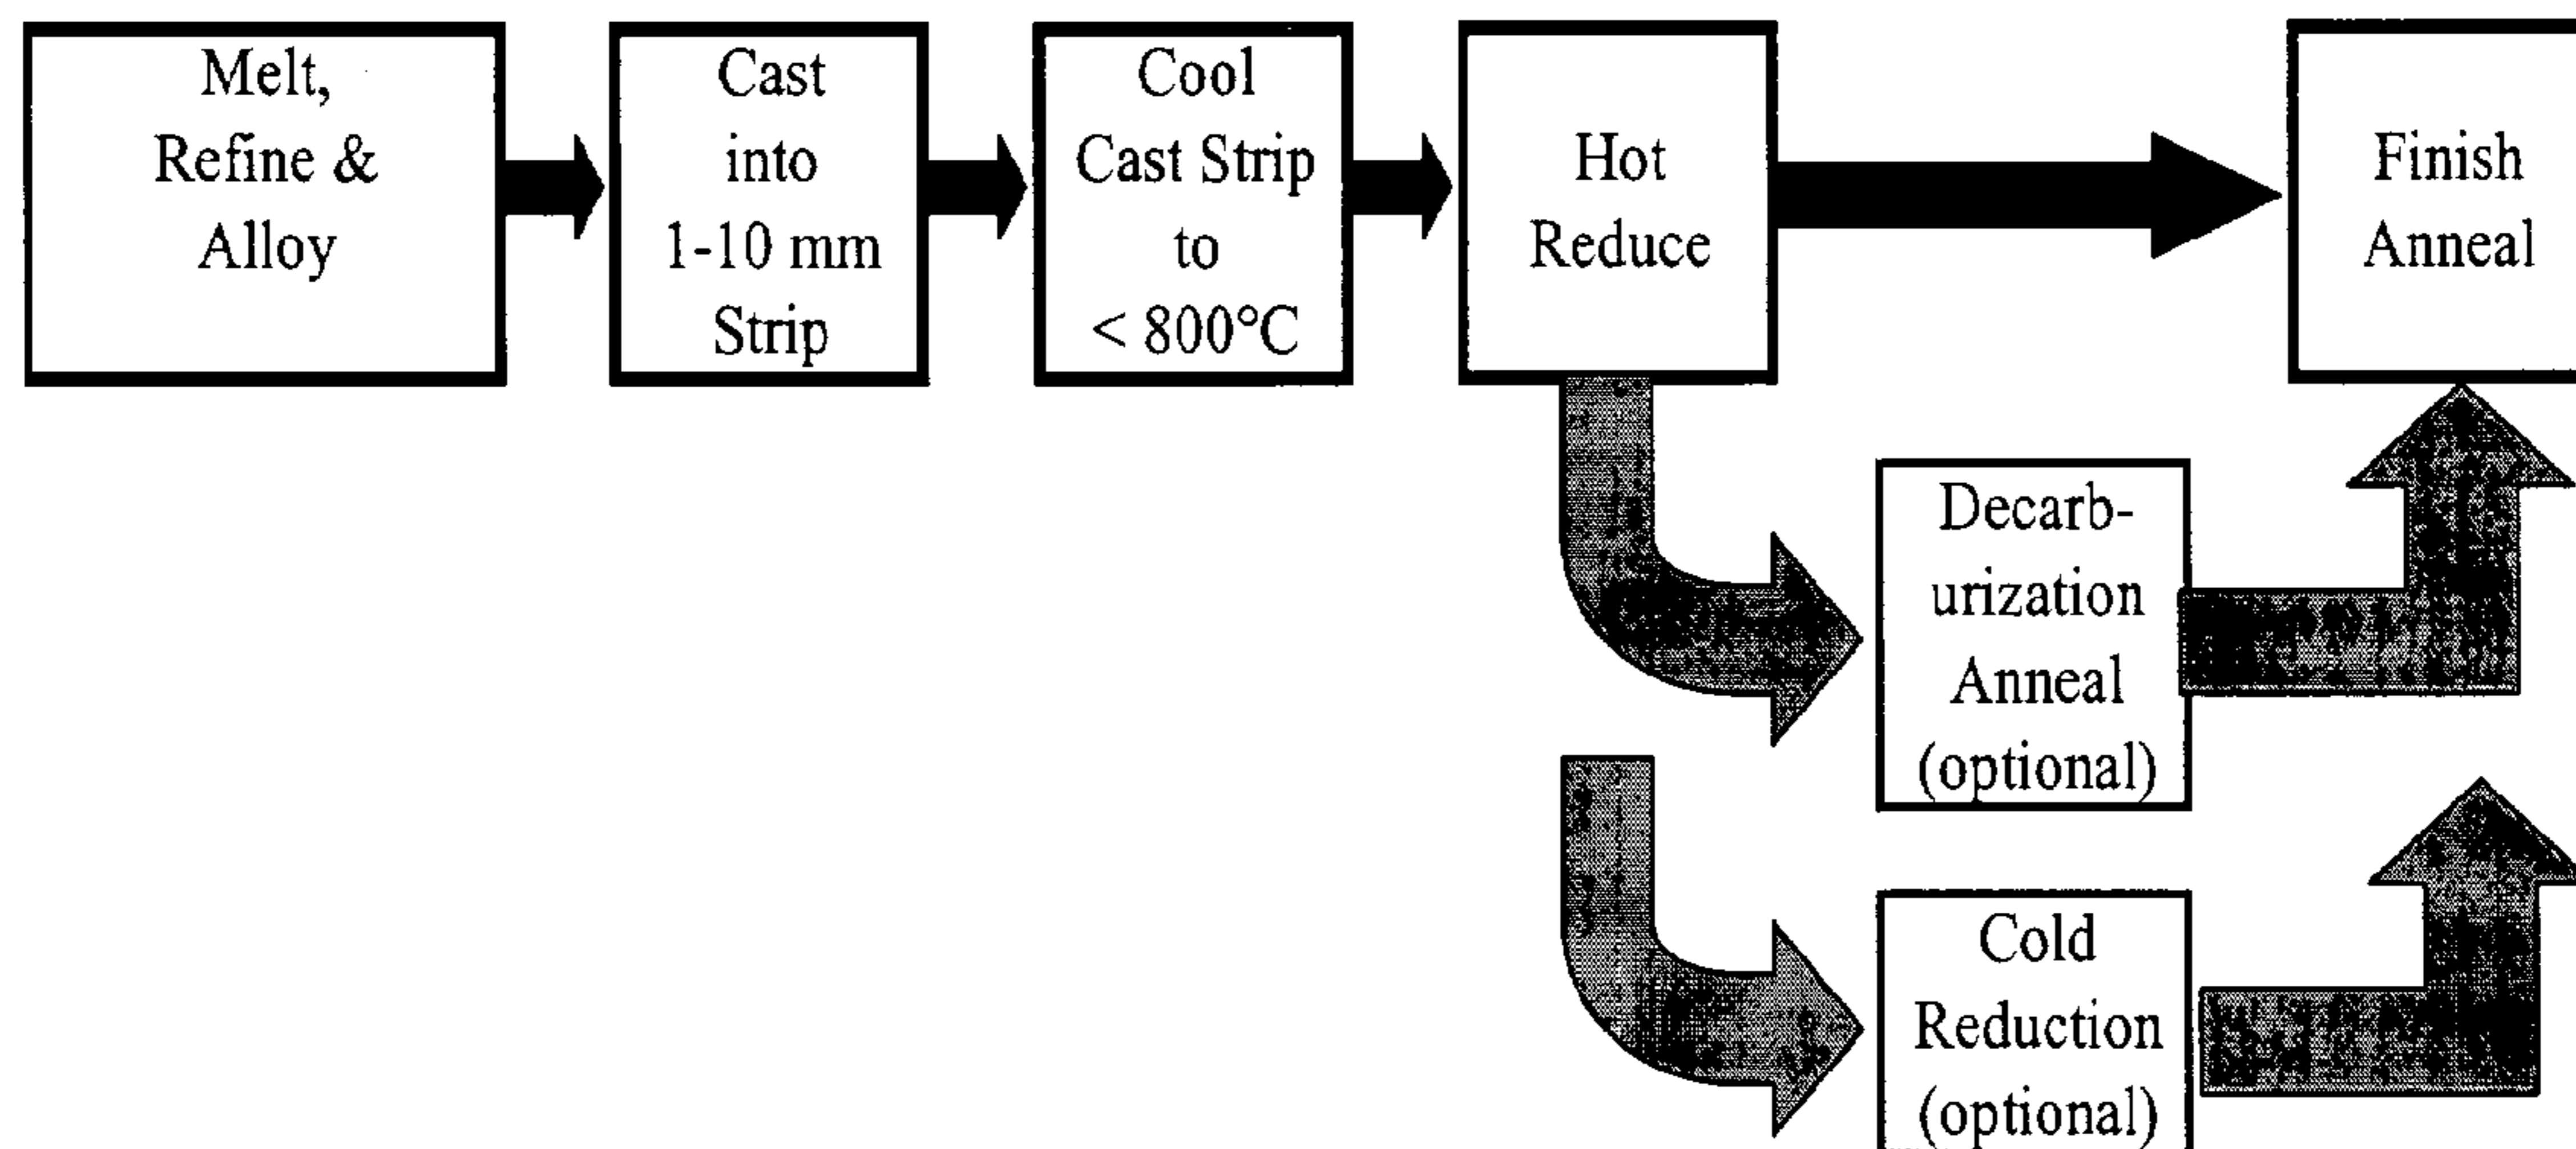 Melt,
Refine &
Alloy
Cast
into
1-10 mm
Strip
Cool
Cast Strip
to
< 800°C
Hot
Reduce
Finish
Anneal
Decarb-
urization
Anneal
(optional)
Cold
Reduction
(optional)